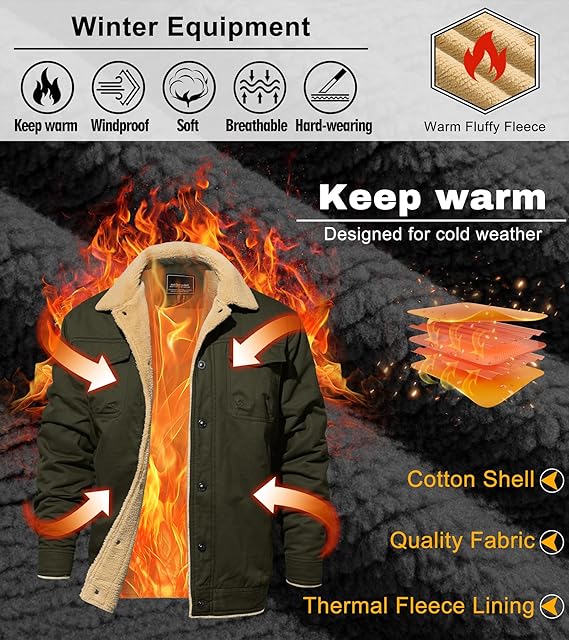 Winter Equipment
Keep warm
Windproof
Soft
Breathable
Hard-wearing
Warm Fluffy Fleece
Keep warm
Designed for cold weather
Cotton Shell
Quality Fabric
Thermal Fleece Lining